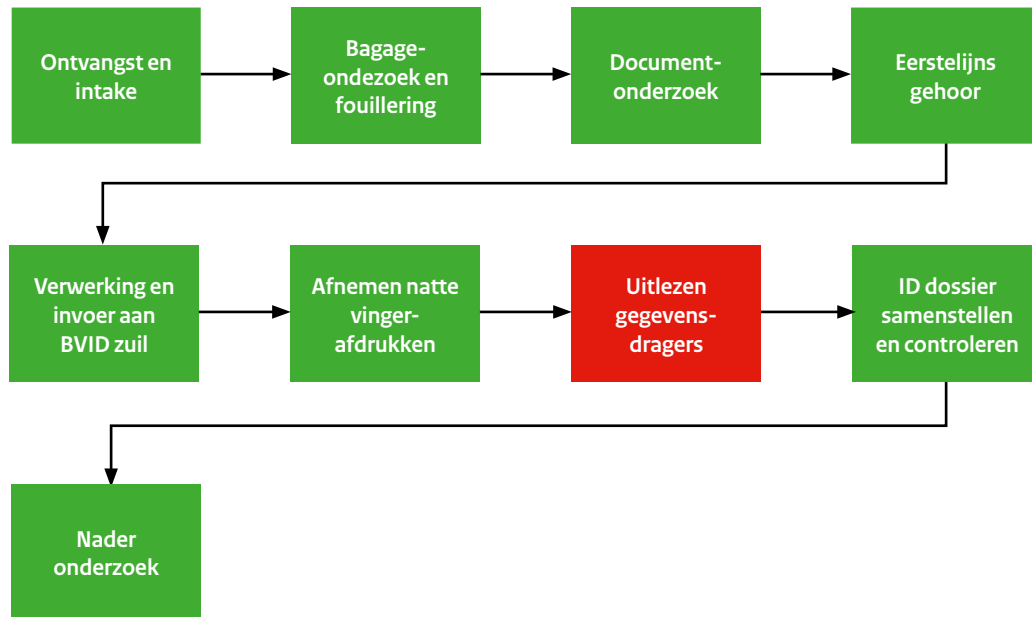 Ontvangst en
intake
Bagage-
ondezoek en
fouillering
Document-
onderzoek
Eerstelijns
gehoor
Verwerking en
invoer aan
BVID zuil
Afnemen natte
vinger-
afdrukken
Uitlezen
gegevens-
dragers
ID dossier
samenstellen
en controleren
Nader
onderzoek